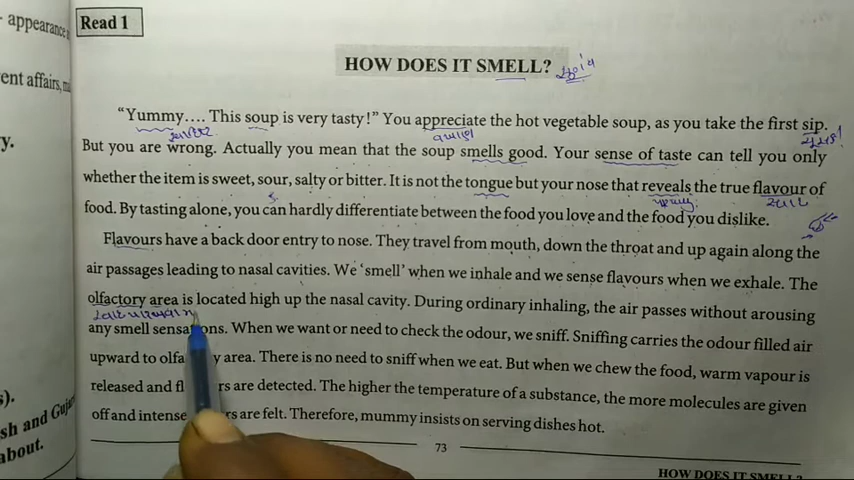 - appearance
Read 1
ent affairs,
HOW DOES IT SMELL?
"Yummy.... This soup is very tasty!" You appreciate the hot vegetable soup, as you take the first sip.
y.
But you are wrong. Actually you mean that the soup smells good. Your sense of taste can tell you only
whether the item is sweet, sour, salty or bitter. It is not the tongue but your nose that reveals the true flavour of
food. By tasting alone, you can hardly differentiate between the food you love and the food you dislike.
Flavours have a back door entry to nose. They travel from mouth, down the throat and up again along the
air passages leading to nasal cavities. We 'smell' when we inhale and we sense flavours when we exhale. The
olfactory area is located high up the nasal cavity. During ordinary inhaling, the air passes without arousing
any smell sensations. When we want or need to check the odour, we sniff. Sniffing carries the odour filled air
upward to olfa y area. There is no need to sniff when we eat. But when we chew the food, warm vapour is
released and fl rs are detected. The higher the temperature of a substance, the more molecules are given
s).
off and intense rs are felt. Therefore, mummy insists on serving dishes hot.
sh and Guja
about.
73
HOW DOES IT SMELL?